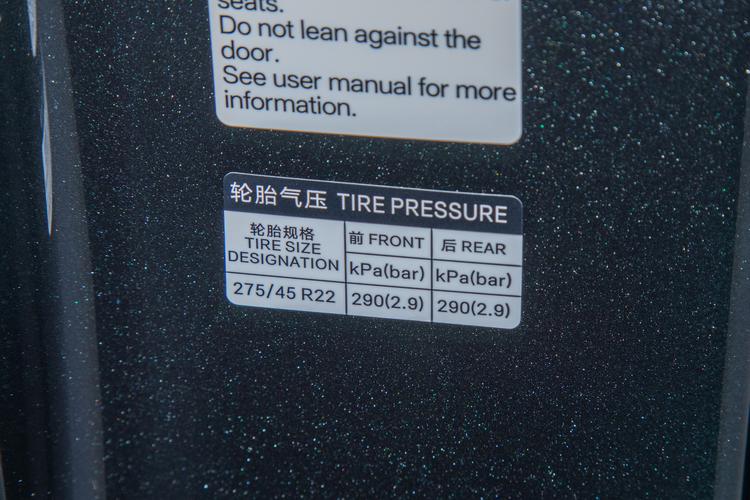 seats.
Do not lean against the
door.
See user manual for more
information.
轮胎气压 TIRE PRESSURE
轮胎规格
TIRE SIZE
DESIGNATION
前 FRONT
后 REAR
kPa(bar)
kPa(bar)
275/45 R22
290(2.9)
290(2.9)